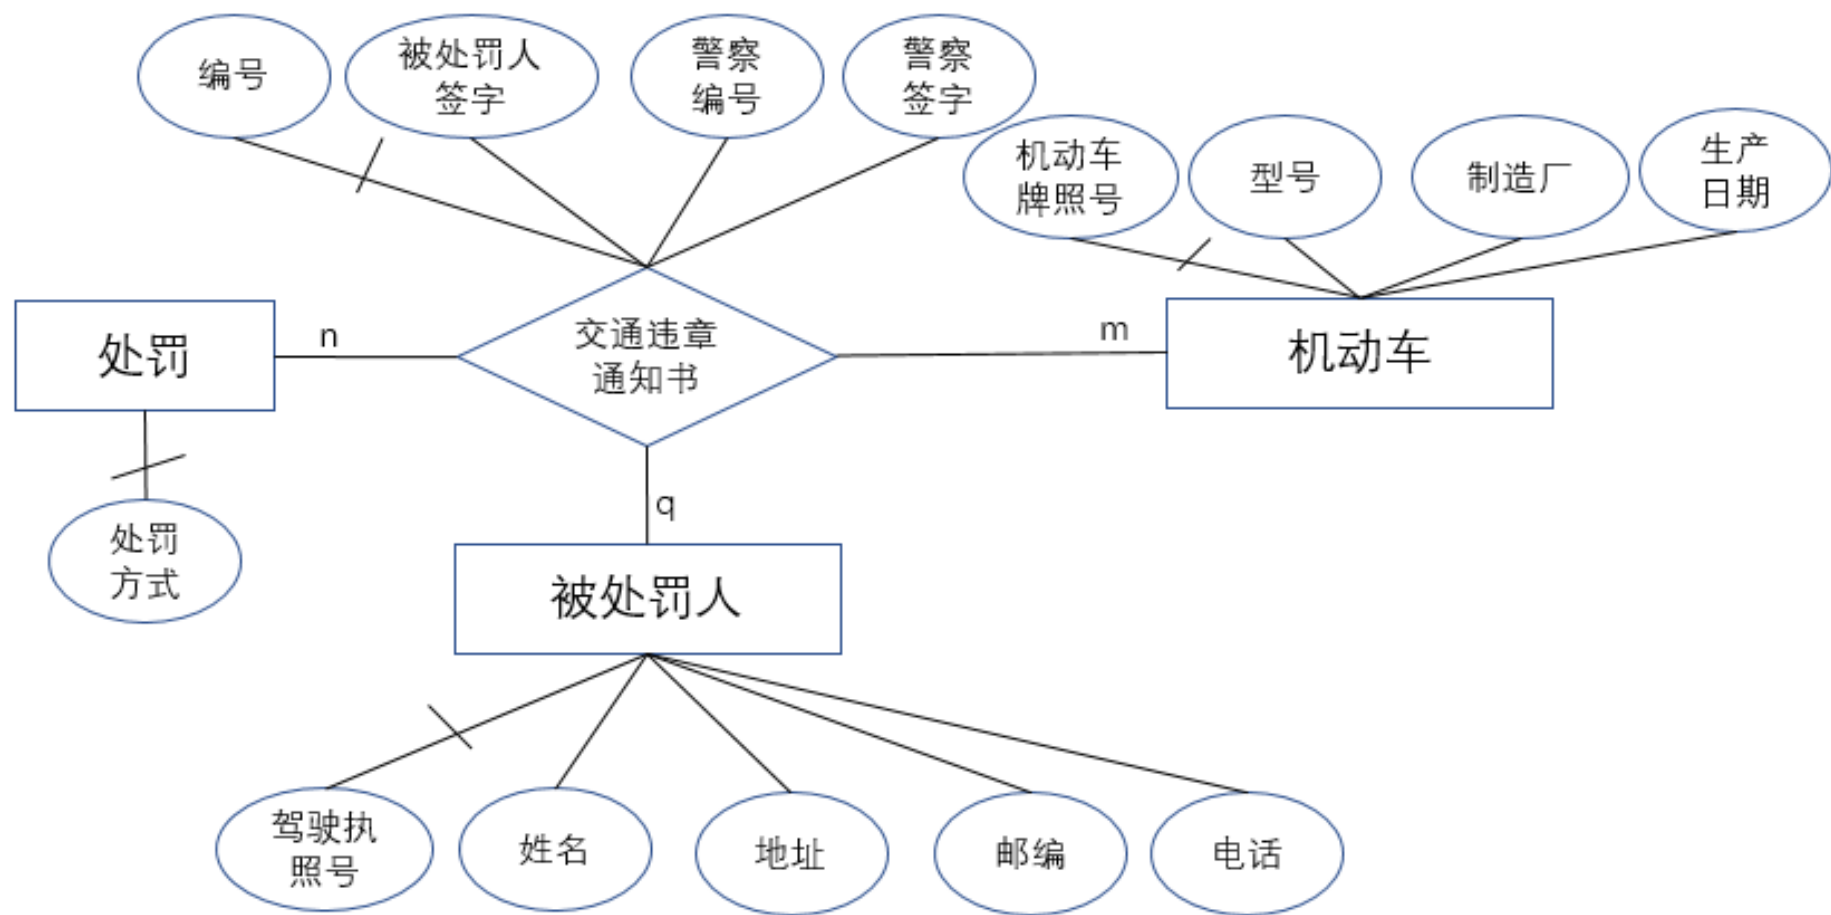 编号
被处罚人
签字
警察
编号
警察
签字
机动车
牌照号
型号
制造厂
生产
日期
处罚
n
交通违章
通知书
m
机动车
q
处罚
方式
被处罚人
驾驶执
照号
姓名
地址
邮编
电话